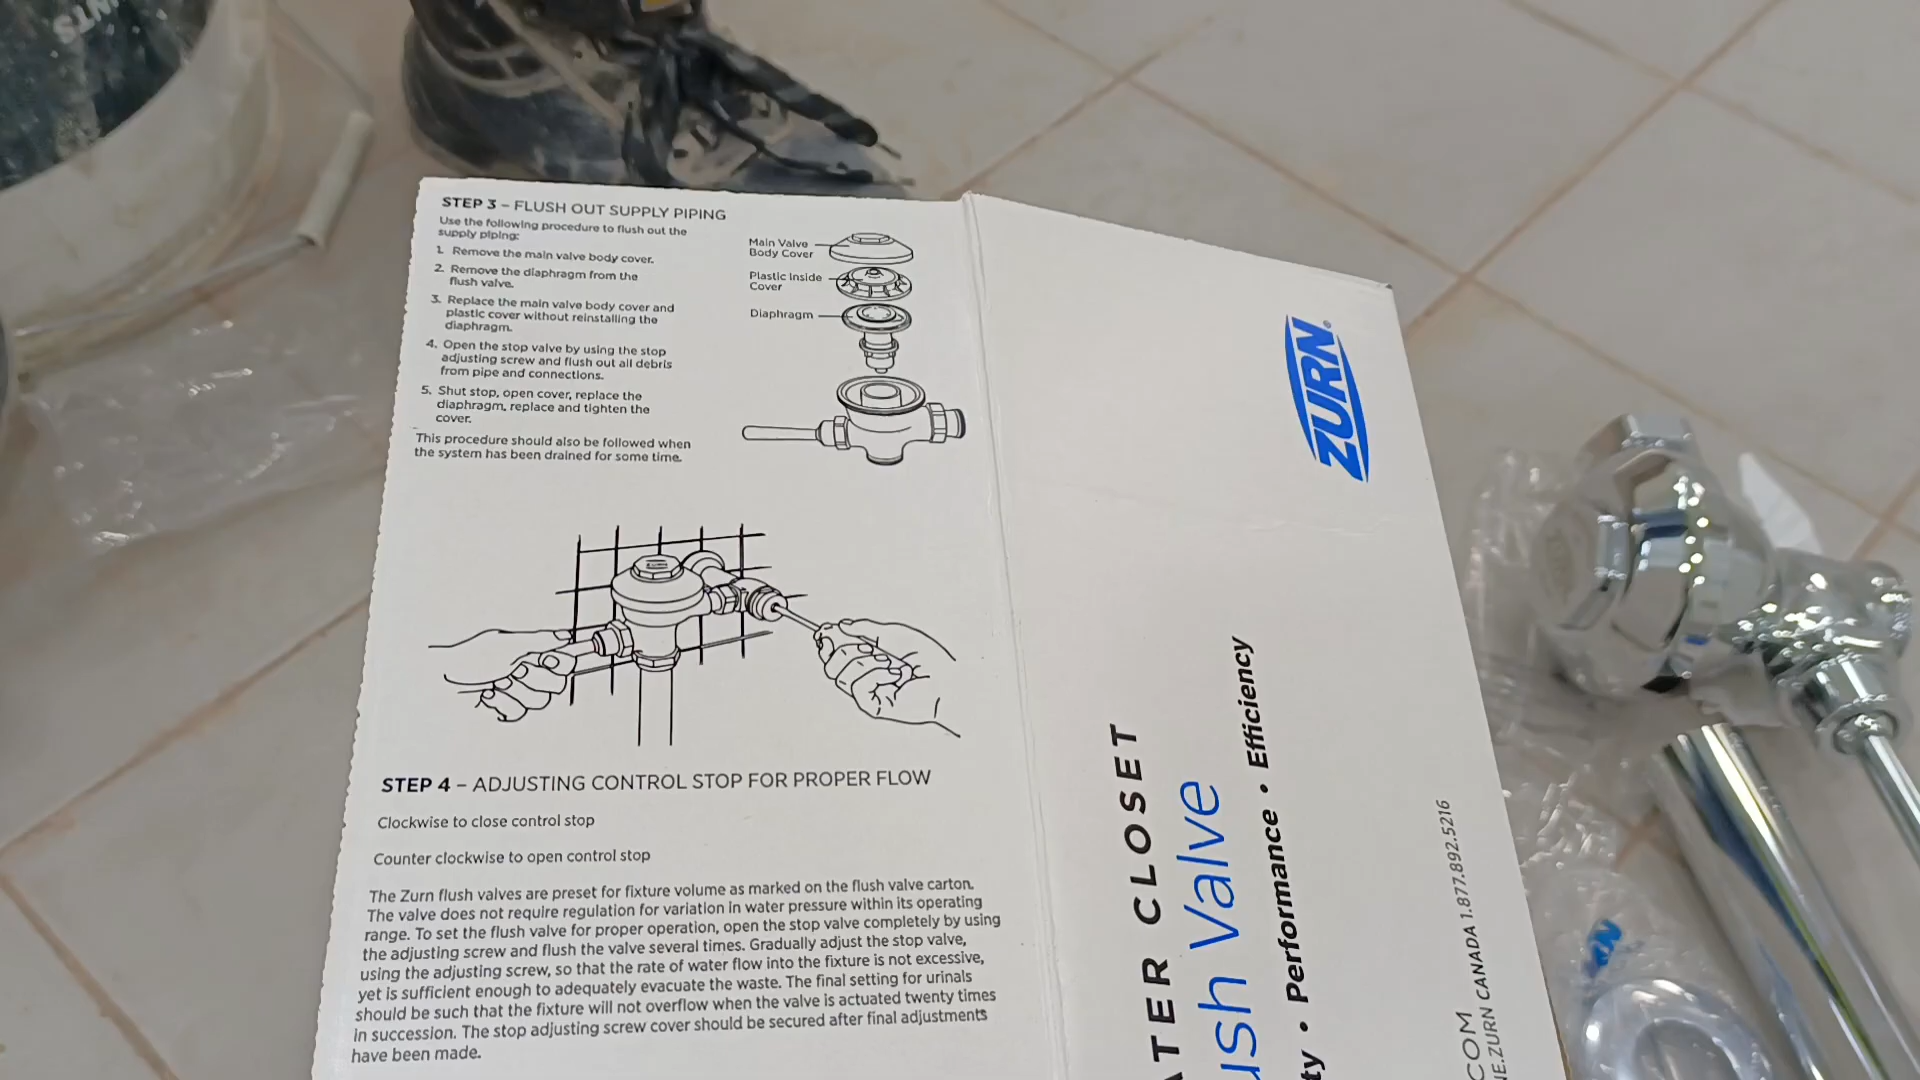 STEP 3 – FLUSH OUT SUPPLY PIPING
Use the following procedure to flush out the
supply piping:
1. Remove the main valve body cover.
2. Remove the diaphragm from the
flush valve.
3. Replace the main valve body cover and
plastic cover without reinstalling the
diaphragm.
4. Open the stop valve by using the stop
adjusting screw and flush out all debris
from pipe and connections.
5. Shut stop, open cover, replace the
diaphragm, replace and tighten the
cover.
This procedure should also be followed when
the system has been drained for some time.
Main Valve
Body Cover
Plastic Inside
Cover
Diaphragm
STEP 4 – ADJUSTING CONTROL STOP FOR PROPER FLOW
Clockwise to close control stop
Counter clockwise to open control stop
The Zurn flush valves are preset for fixture volume as marked on the flush valve carton.
The valve does not require regulation for variation in water pressure within its operating
range. To set the flush valve for proper operation, open the stop valve completely by using
the adjusting screw and flush the valve several times. Gradually adjust the stop valve,
using the adjusting screw, so that the rate of water flow into the fixture is not excessive,
yet is sufficient enough to adequately evacuate the waste. The final setting for urinals
should be such that the fixture will not overflow when the valve is actuated twenty times
in succession. The stop adjusting screw cover should be secured after final adjustments
have been made.
ZURN®
ATER CLOSET
ush Valve
ty • Performance • Efficiency
COM
NE.ZURN CANADA 1.877.892.5216